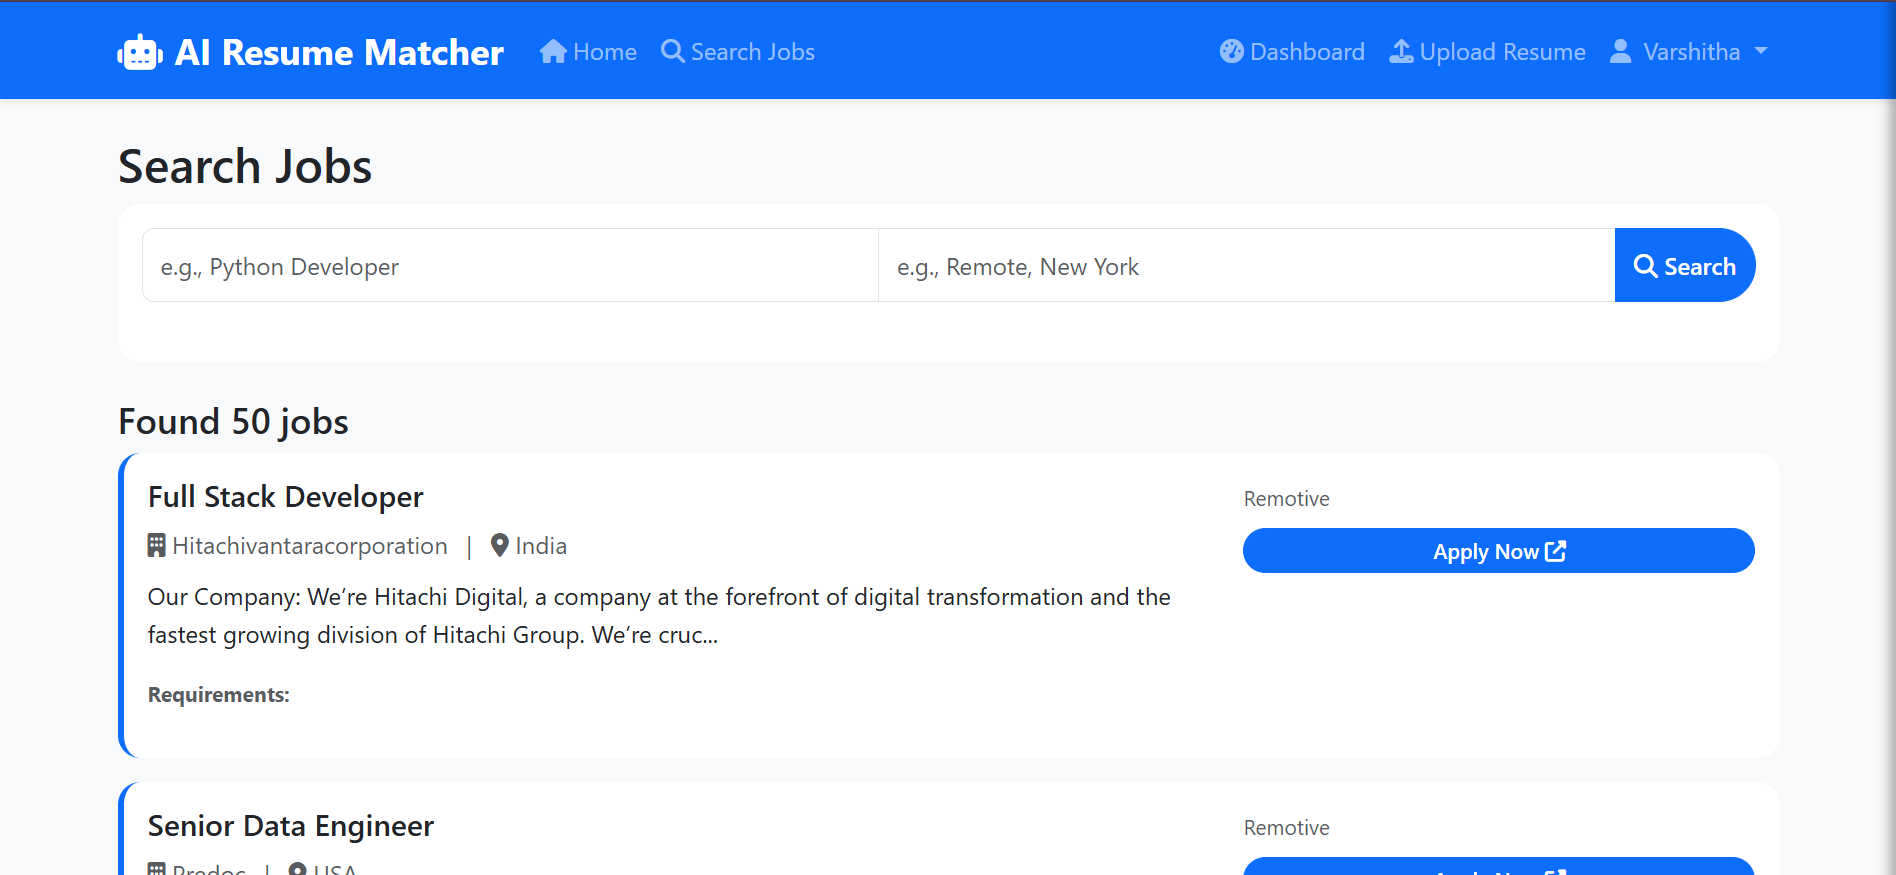 AI Resume Matcher Home Search Jobs Dashboard Upload Resume Varshitha
Search Jobs
e.g., Python Developer e.g., Remote, New York Search
Found 50 jobs
Full Stack Developer
Remotive
Hitachivantaracorporation | India
Apply Now
Our Company: We’re Hitachi Digital, a company at the forefront of digital transformation and the
fastest growing division of Hitachi Group. We’re cruc...
Requirements:
Senior Data Engineer
Remotive
Predoc | USA
Apply Now